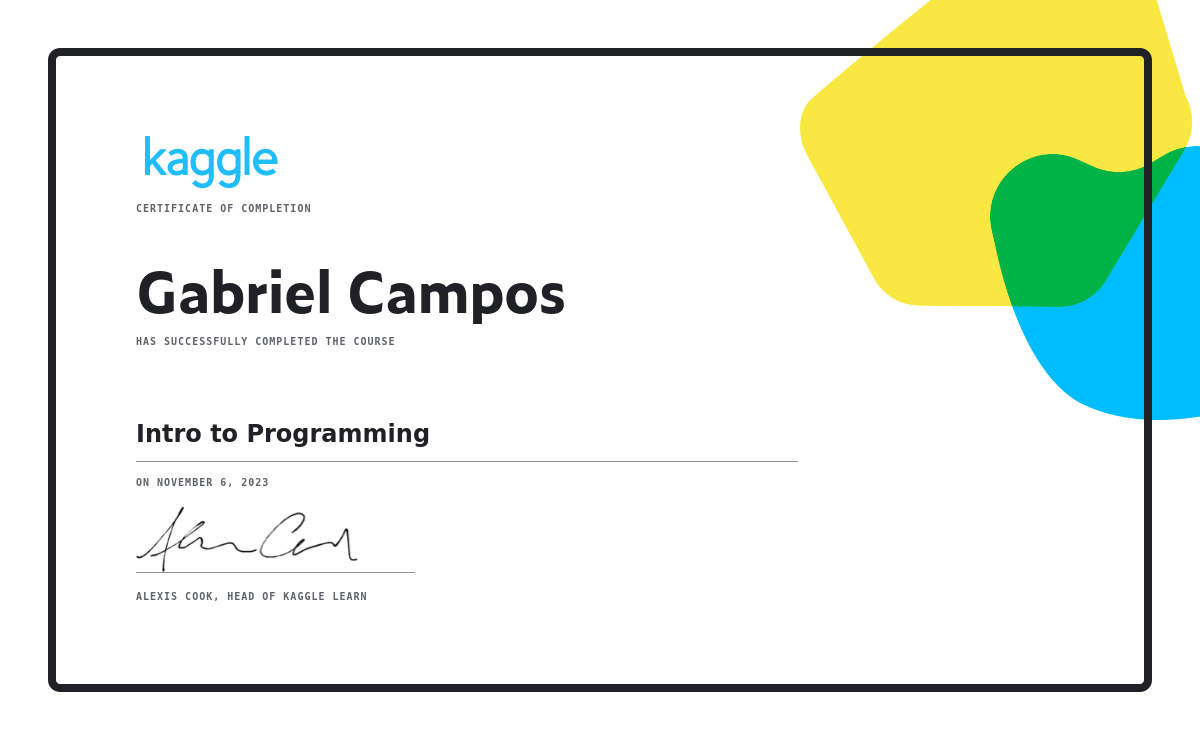 kaggle
CERTIFICATE OF COMPLETION
Gabriel Campos
HAS SUCCESSFULLY COMPLETED THE COURSE
Intro to Programming
ON NOVEMBER 6, 2023
ALEXIS COOK, HEAD OF KAGGLE LEARN